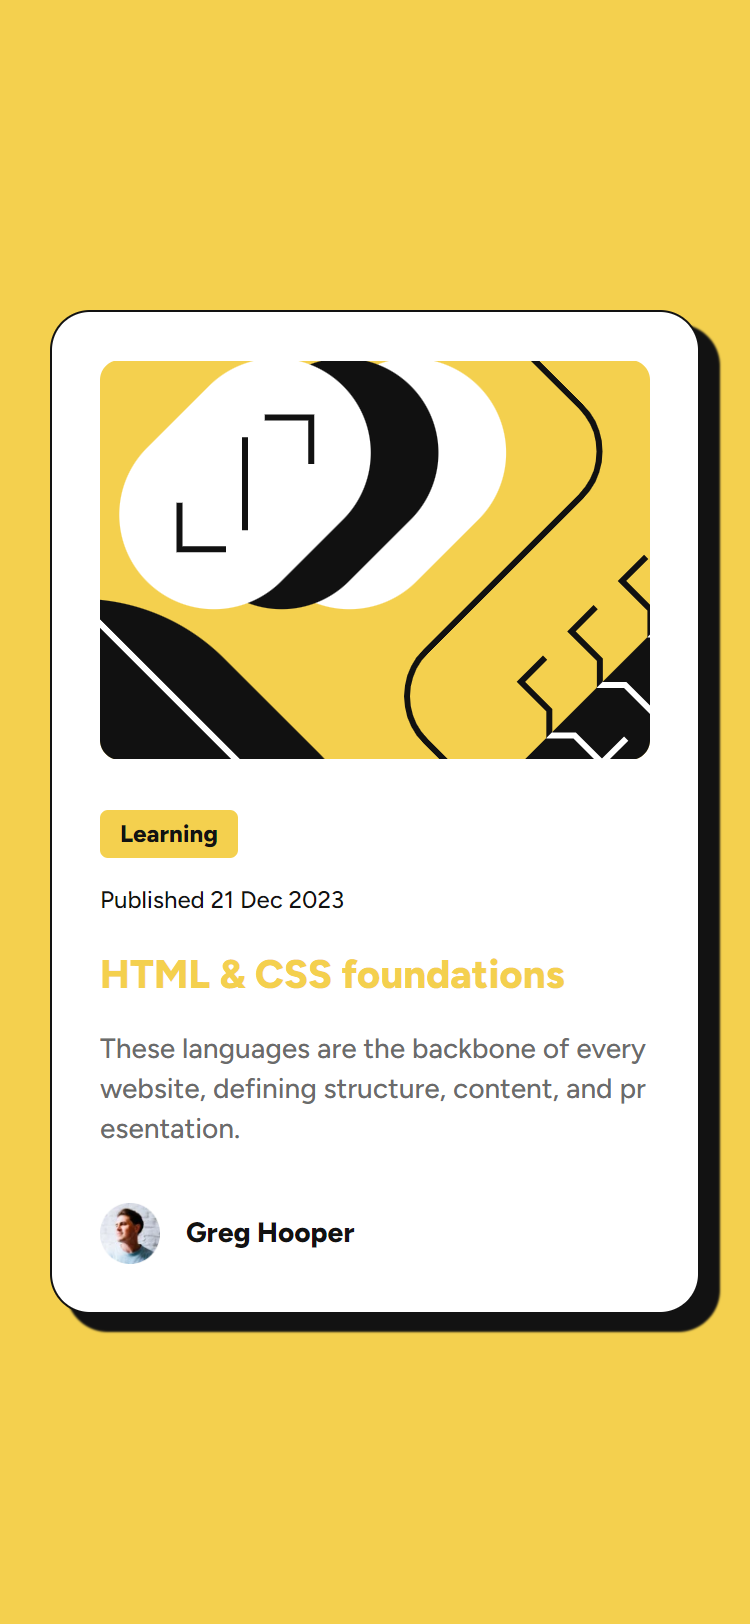 Learning
Published 21 Dec 2023
HTML & CSS foundations
These languages are the backbone of every
website, defining structure, content, and pr
esentation.
Greg Hooper